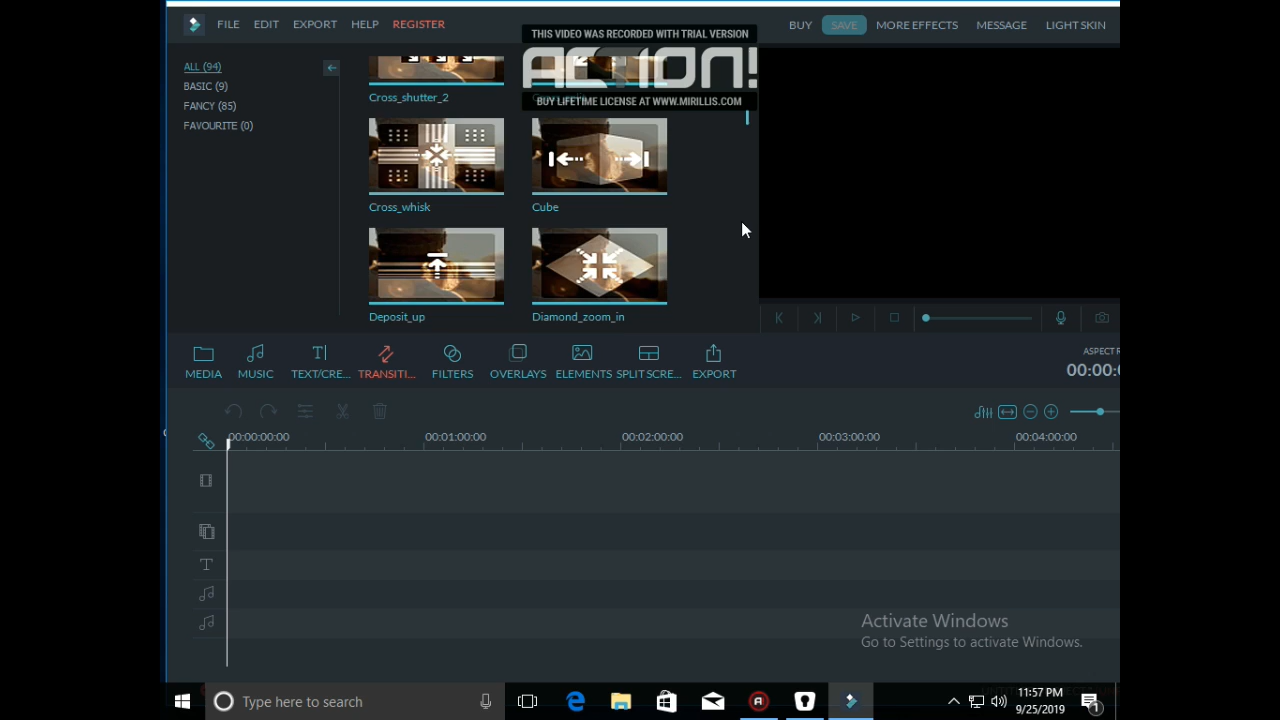 FILE EDIT EXPORT HELP REGISTER
THIS VIDEO WAS RECORDED WITH TRIAL VERSION
ACTION!
BUY LIFETIME LICENSE AT WWW.MIRILLIS.COM
BUY SAVE MORE EFFECTS MESSAGE LIGHT SKIN
ALL (94)
BASIC (9)
FANCY (85)
FAVOURITE (0)
Cross_shutter_2
Cross_whisk
Cube
Deposit_up
Diamond_zoom_in
MEDIA MUSIC TEXT/CRE... TRANSITI... FILTERS OVERLAYS ELEMENTS SPLIT SCRE... EXPORT
ASPECT R
00:00:
00:00:00:00 00:01:00:00 00:02:00:00 00:03:00:00 00:04:00:00
T
Activate Windows
Go to Settings to activate Windows.
Type here to search
11:57 PM
9/25/2019
1